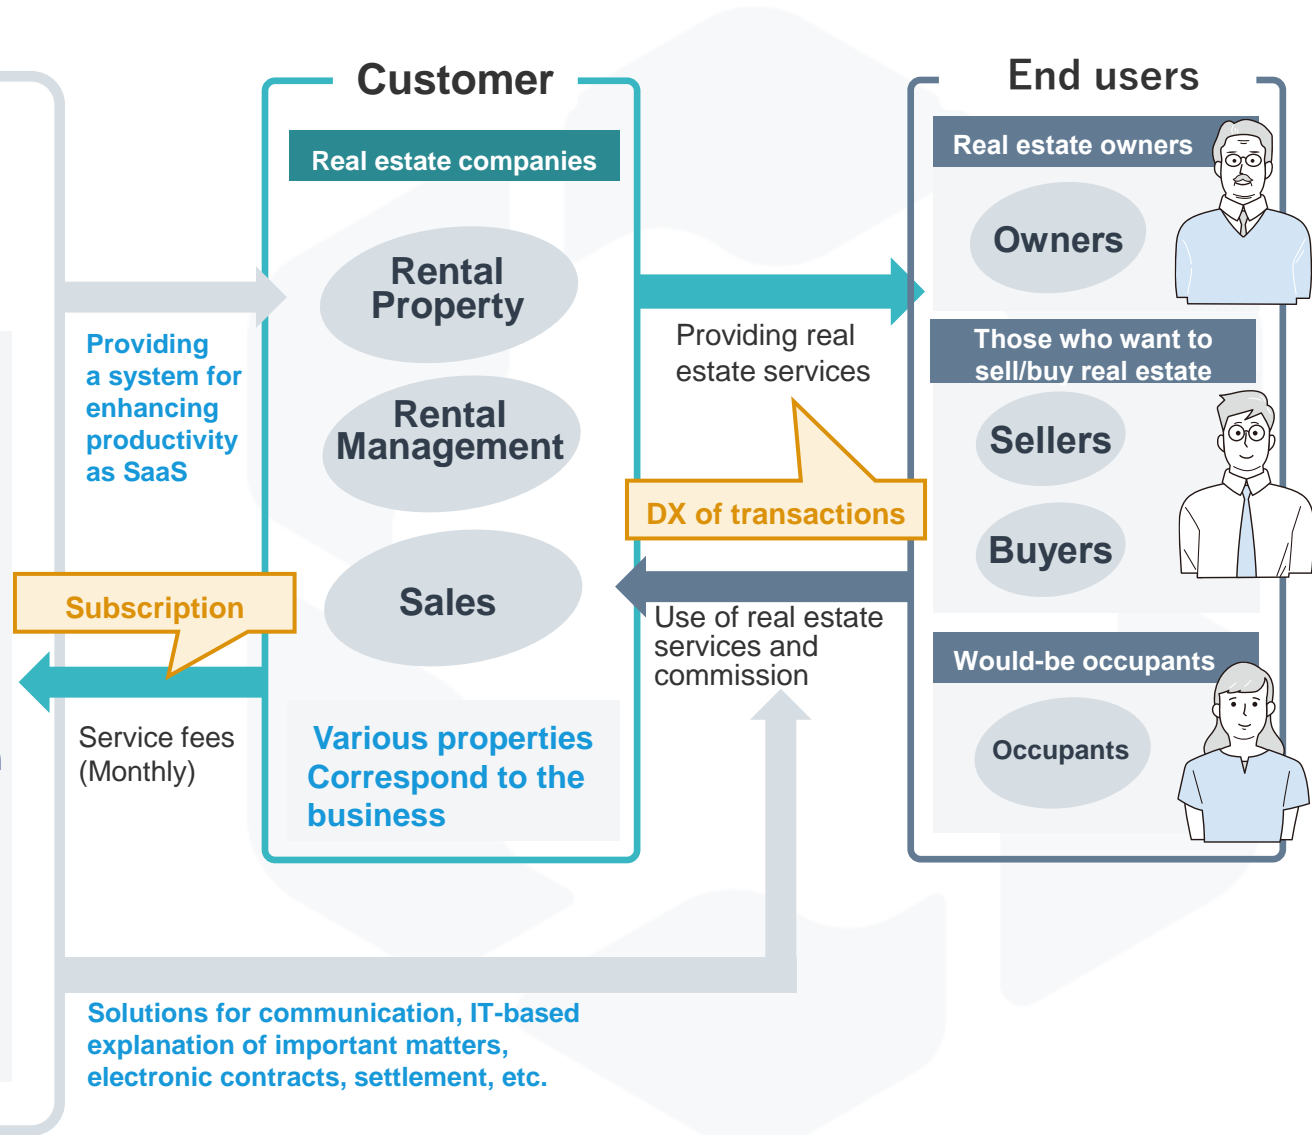 Customer
End users
Real estate companies
Rental
Property
Rental
Management
Sales
Various properties
Correspond to the
business
Providing
a system for
enhancing
productivity
as SaaS
Subscription
Service fees
(Monthly)
Providing real
estate services
DX of transactions
Use of real estate
services and
commission
Real estate owners
Owners
Those who want to
sell/buy real estate
Sellers
Buyers
Would-be occupants
Occupants
Solutions for communication, IT-based
explanation of important matters,
electronic contracts, settlement, etc.